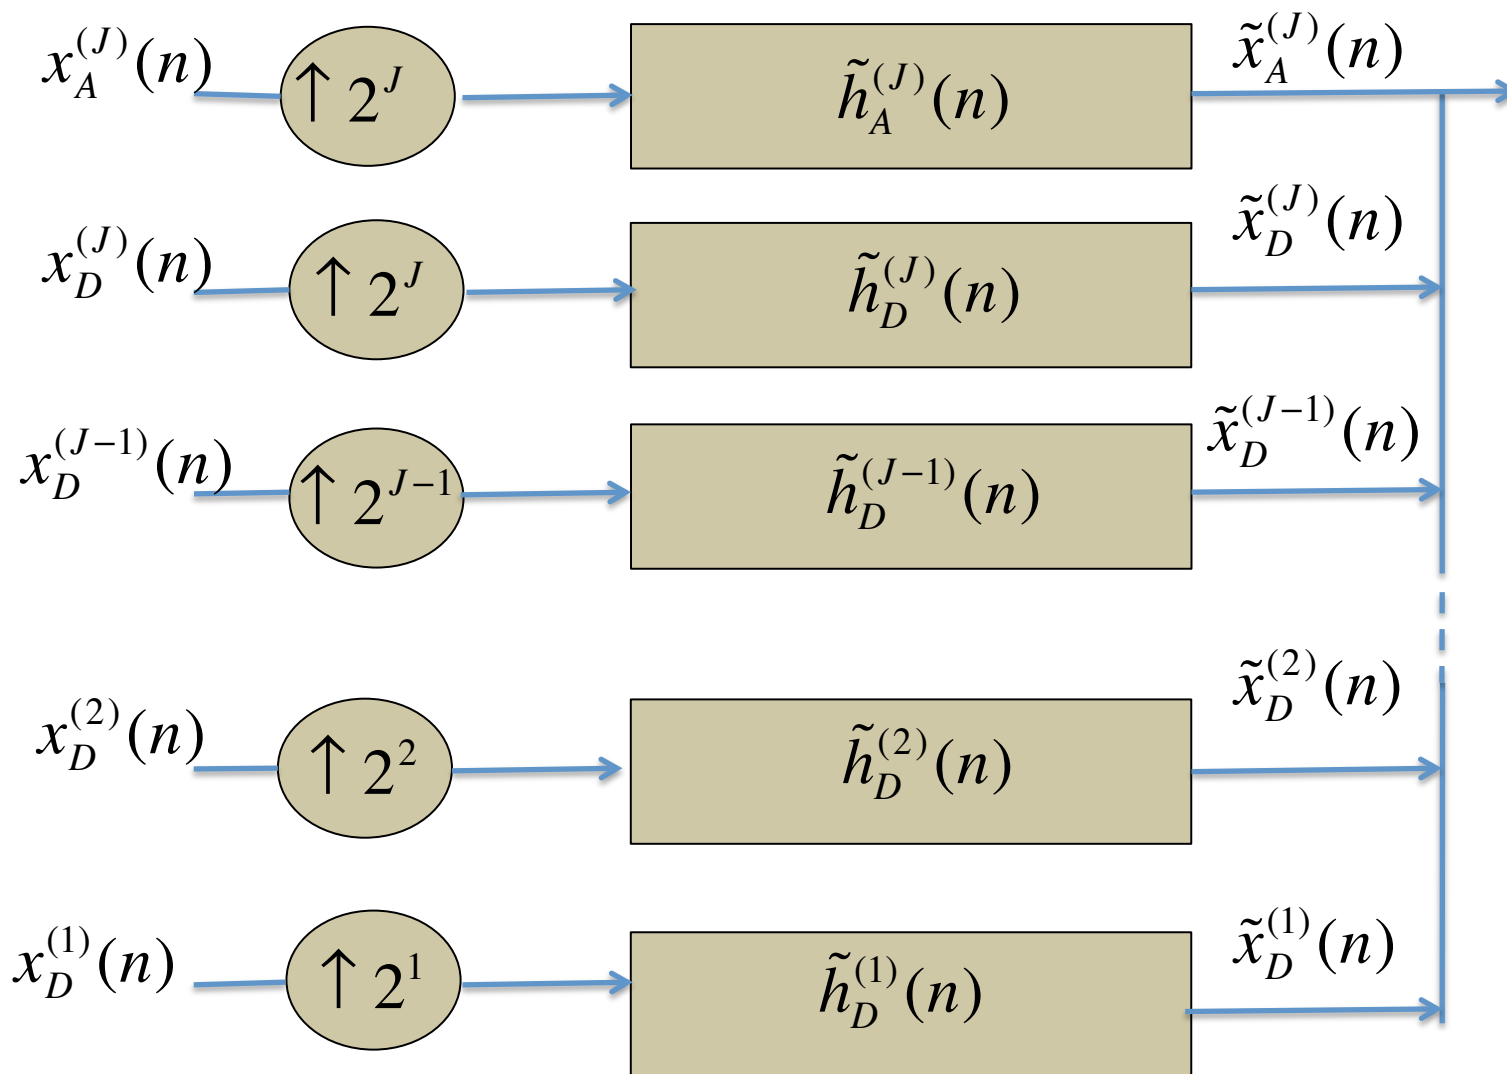 x_A^{(J)}(n) ↑ 2^J h̃_A^{(J)}(n) x̃_A^{(J)}(n)
x_D^{(J)}(n) ↑ 2^J h̃_D^{(J)}(n) x̃_D^{(J)}(n)
x_D^{(J−1)}(n) ↑ 2^{J−1} h̃_D^{(J−1)}(n) x̃_D^{(J−1)}(n)
x_D^{(2)}(n) ↑ 2^2 h̃_D^{(2)}(n) x̃_D^{(2)}(n)
x_D^{(1)}(n) ↑ 2^1 h̃_D^{(1)}(n) x̃_D^{(1)}(n)